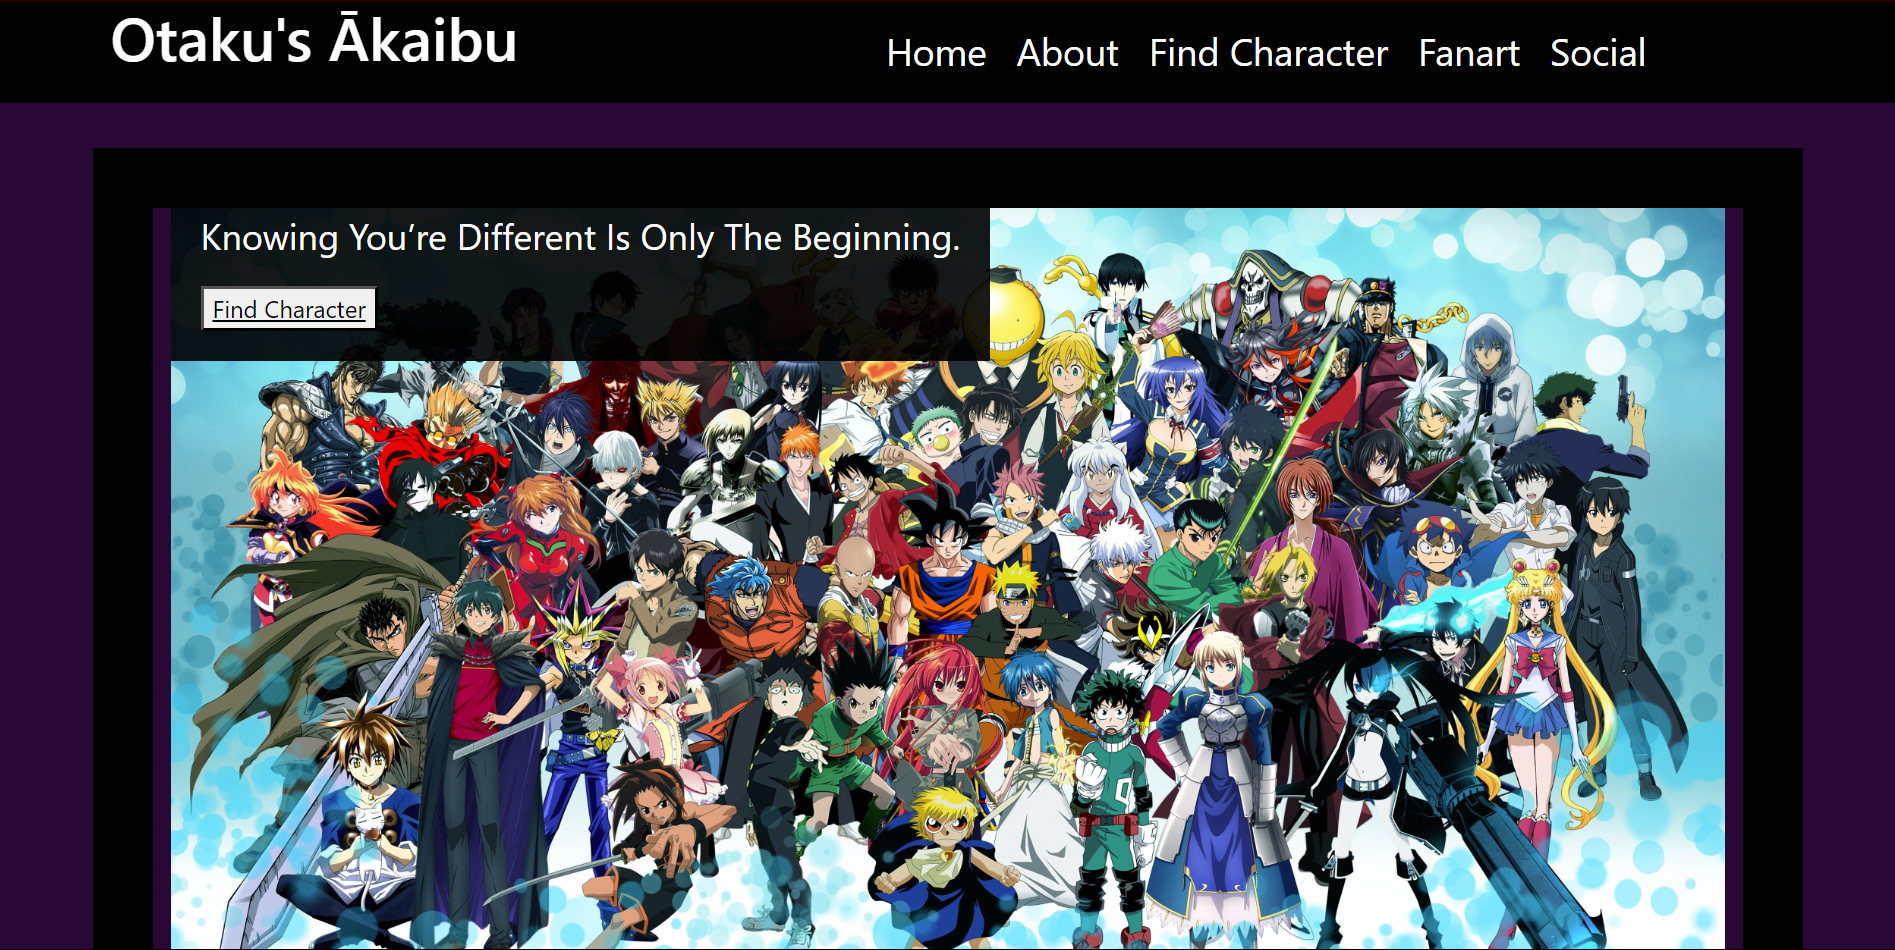 Otaku's Ākaibu
Home About Find Character Fanart Social
Knowing You’re Different Is Only The Beginning.
Find Character